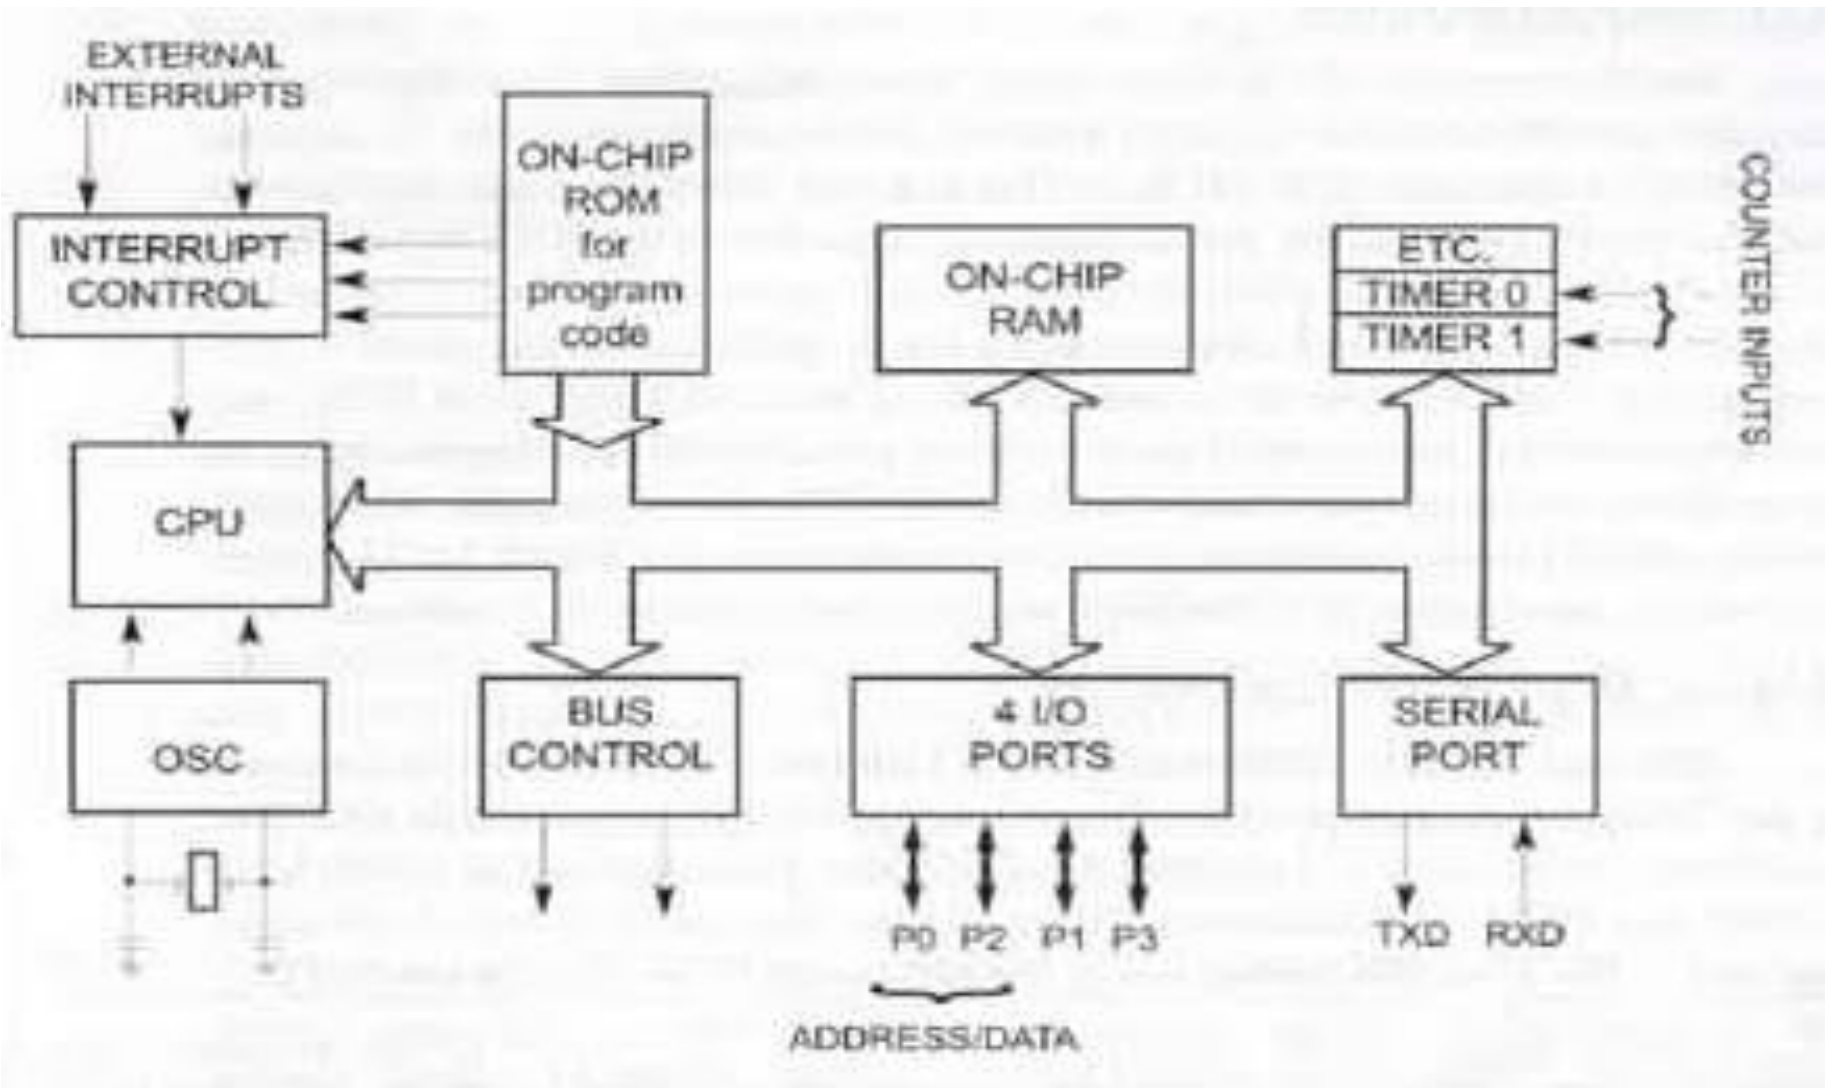 EXTERNAL
INTERRUPTS
INTERRUPT
CONTROL
ON-CHIP
ROM
for
program
code
ON-CHIP
RAM
ETC.
TIMER 0
TIMER 1
COUNTER INPUTS
CPU
OSC
BUS
CONTROL
4 I/O
PORTS
SERIAL
PORT
P0 P2 P1 P3
TXD RXD
ADDRESS/DATA